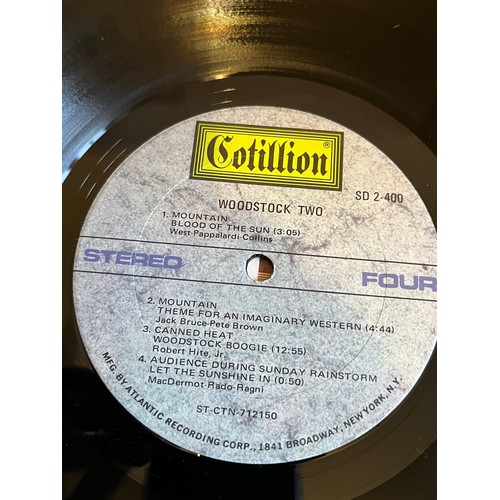 Cotillion®
WOODSTOCK TWO
SD 2-400
1. MOUNTAIN
BLOOD OF THE SUN (3:05)
West-Pappalardi-Collins
STEREO
FOUR
2. MOUNTAIN
THEME FOR AN IMAGINARY WESTERN (4:44)
Jack Bruce-Pete Brown
3. CANNED HEAT
WOODSTOCK BOOGIE (12:55)
Robert Hite, Jr.
4. AUDIENCE DURING SUNDAY RAINSTORM
LET THE SUNSHINE IN (0:50)
MacDermot-Rado-Ragni
ST-CTN-712150
MFG. BY ATLANTIC RECORDING CORP., 1841 BROADWAY, NEW YORK, N.Y.